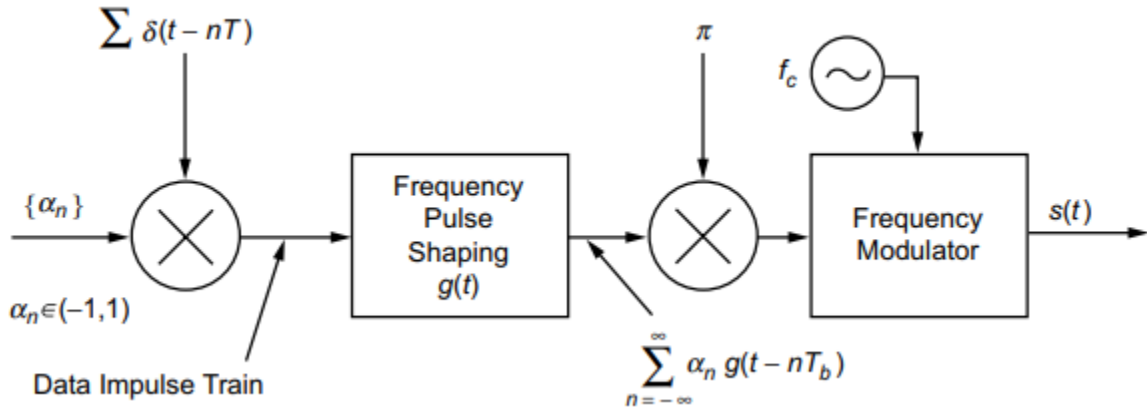 ∑ δ(t − nT)
π
f_c
{α_n}
α_n∈(−1,1)
Data Impulse Train
Frequency
Pulse
Shaping
g(t)
∞
∑ α_n g(t − nT_b)
n = − ∞
Frequency
Modulator
s(t)